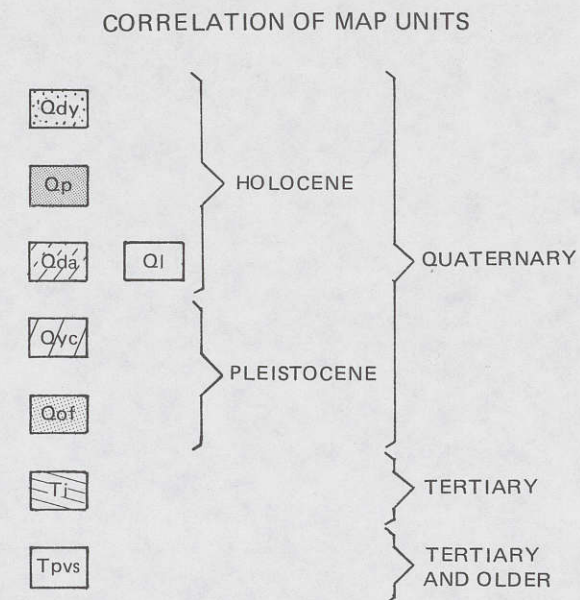 CORRELATION OF MAP UNITS
Qdy
Qp
HOLOCENE
Qda
Ql
QUATERNARY
Qyc
PLEISTOCENE
Qof
Ti
TERTIARY
Tpvs
TERTIARY
AND OLDER